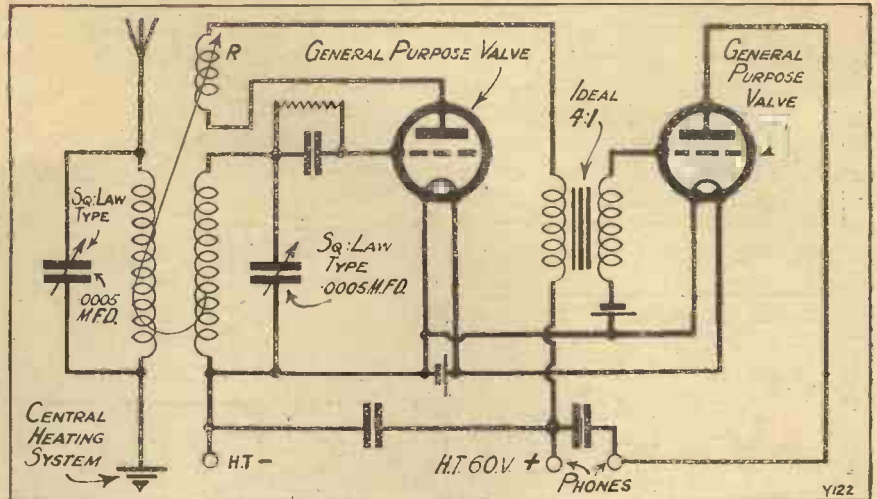 R
GENERAL PURPOSE VALVE
GENERAL
PURPOSE
VALVE
IDEAL
4:1
SQ: LAW
TYPE
.0005
M.F.D.
SQ: LAW
TYPE
.0005 M.F.D.
CENTRAL
HEATING
SYSTEM
H.T -
H.T. 60.V. +
PHONES
Y122